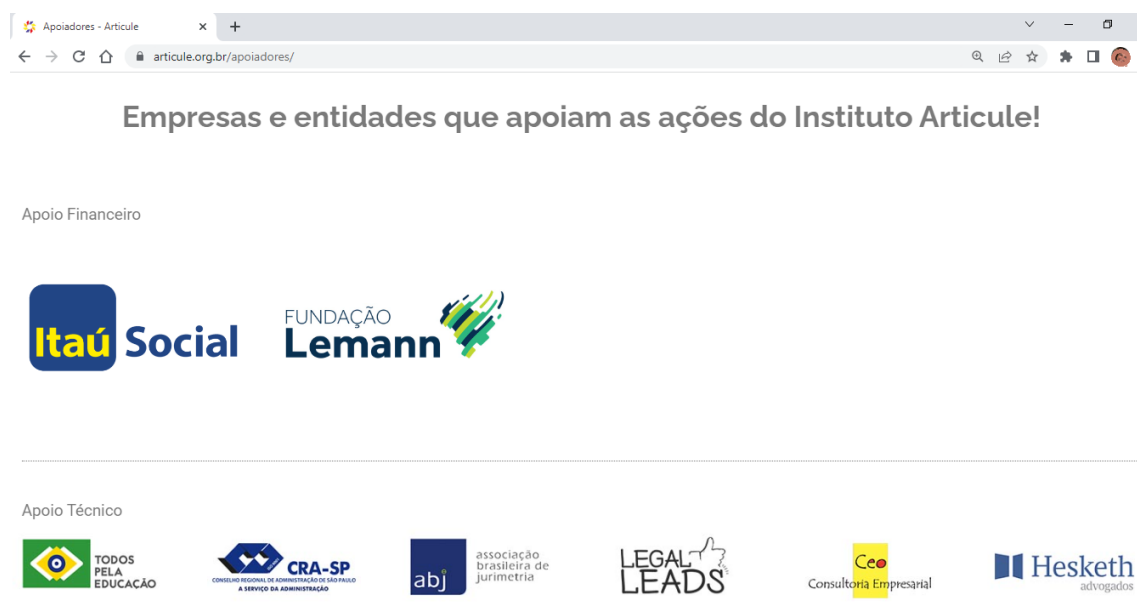 Apoiadores - Articule
articule.org.br/apoiadores/
Empresas e entidades que apoiam as ações do Instituto Articule!
Apoio Financeiro
Itaú Social
FUNDAÇÃO
Lemann
Apoio Técnico
TODOS
PELA
EDUCAÇÃO
CRA-SP
CONSELHO REGIONAL DE ADMINISTRAÇÃO DE SÃO PAULO
A SERVIÇO DA ADMINISTRAÇÃO
abj
associação
brasileira de
jurimetria
LEGAL
LEADS
Ceo
Consultoria Empresarial
Hesketh
advogados